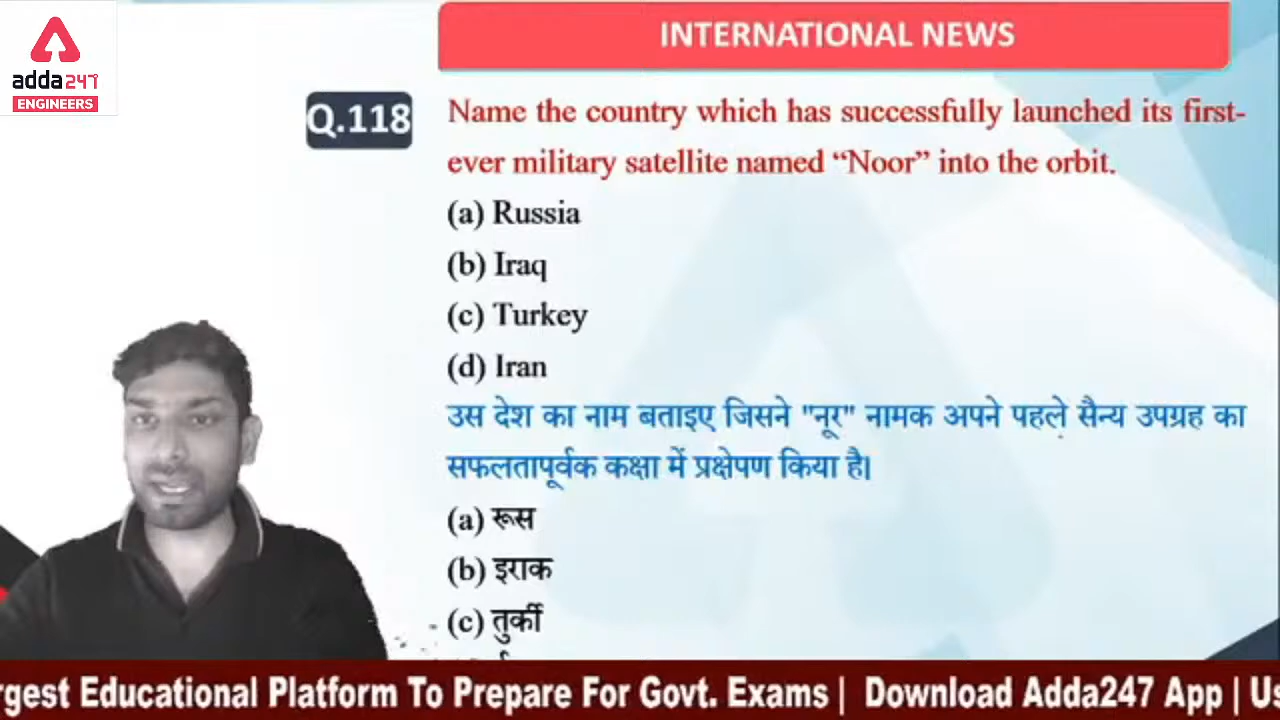 adda247
ENGINEERS
INTERNATIONAL NEWS
Q.118
Name the country which has successfully launched its first-
ever military satellite named “Noor” into the orbit.
(a) Russia
(b) Iraq
(c) Turkey
(d) Iran
उस देश का नाम बताइए जिसने "नूर" नामक अपने पहले सैन्य उपग्रह का
सफलतापूर्वक कक्षा में प्रक्षेपण किया है।
(a) रूस
(b) इराक
(c) तुर्की
Educational Platform To Prepare For Govt. Exams | Download Adda247 App |